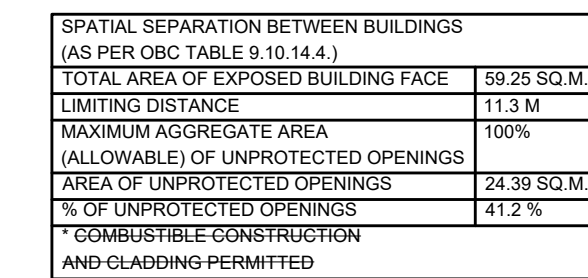 SPATIAL SEPARATION BETWEEN BUILDINGS
(AS PER OBC TABLE 9.10.14.4.)
TOTAL AREA OF EXPOSED BUILDING FACE 59.25 SQ.M.
LIMITING DISTANCE 11.3 M
MAXIMUM AGGREGATE AREA 100%
(ALLOWABLE) OF UNPROTECTED OPENINGS
AREA OF UNPROTECTED OPENINGS 24.39 SQ.M.
% OF UNPROTECTED OPENINGS 41.2 %
* COMBUSTIBLE CONSTRUCTION
AND CLADDING PERMITTED